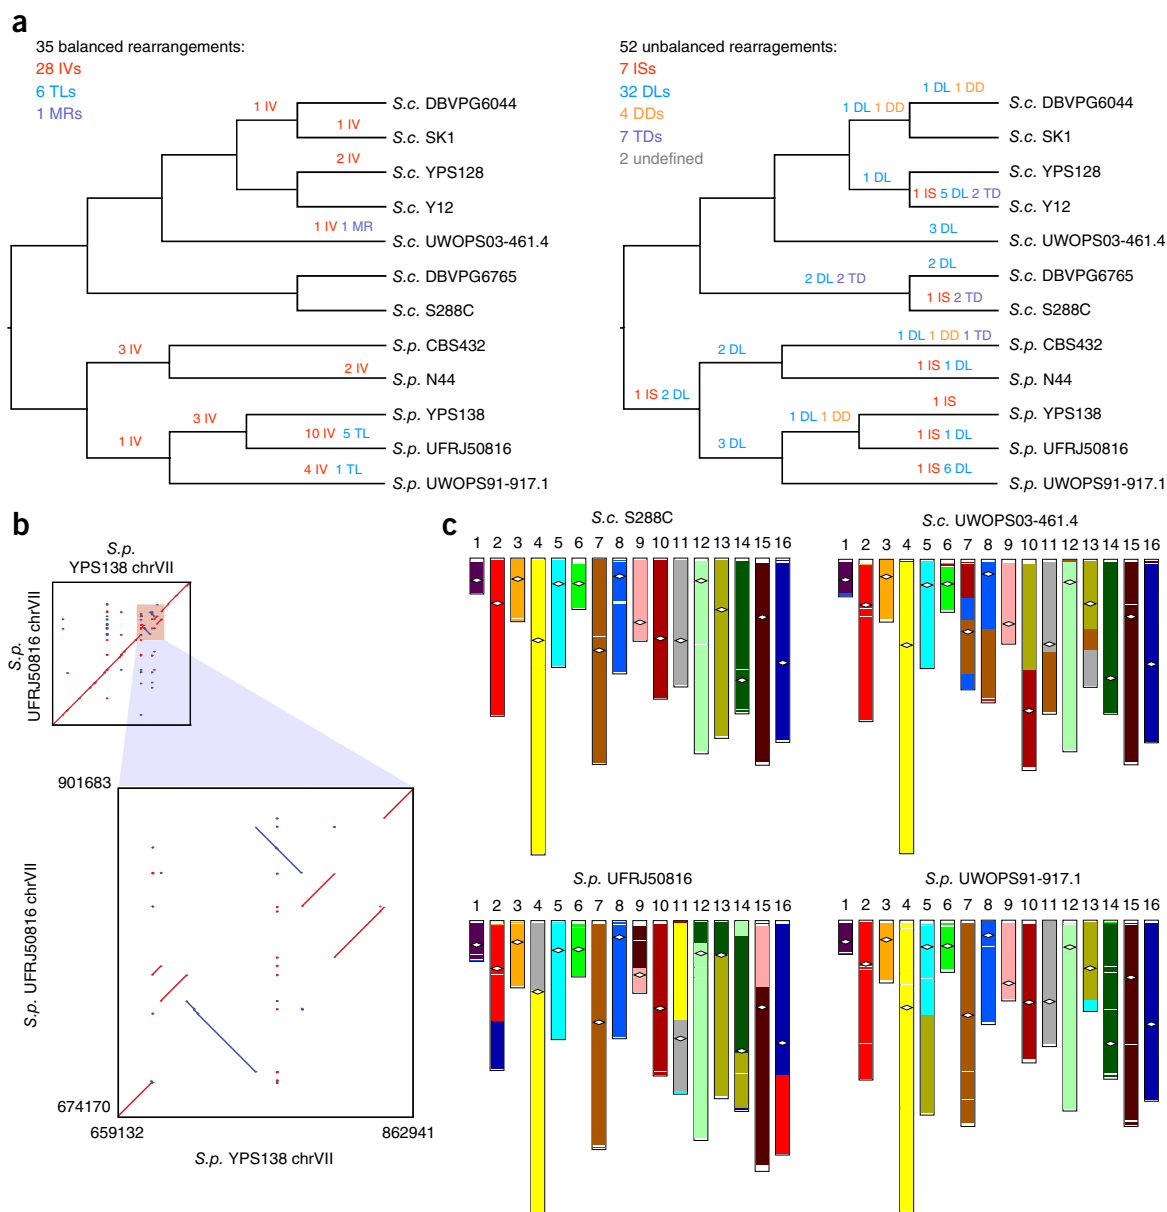 a
35 balanced rearrangements:
28 IVs
6 TLs
1 MRs
1 IV
1 IV
2 IV
1 IV 1 MR
3 IV
2 IV
3 IV
1 IV
10 IV 5 TL
4 IV 1 TL
S.c. DBVPG6044
S.c. SK1
S.c. YPS128
S.c. Y12
S.c. UWOPS03-461.4
S.c. DBVPG6765
S.c. S288C
S.p. CBS432
S.p. N44
S.p. YPS138
S.p. UFRJ50816
S.p. UWOPS91-917.1
52 unbalanced rearragements:
7 ISs
32 DLs
4 DDs
7 TDs
2 undefined
1 DL 1 DD
1 DL 1 DD
1 DL
1 IS 5 DL 2 TD
3 DL
2 DL
2 DL 2 TD
1 IS 2 TD
1 DL 1 DD 1 TD
2 DL
1 IS 1 DL
1 IS 2 DL
1 IS
1 DL 1 DD
1 IS 1 DL
3 DL
1 IS 6 DL
S.c. DBVPG6044
S.c. SK1
S.c. YPS128
S.c. Y12
S.c. UWOPS03-461.4
S.c. DBVPG6765
S.c. S288C
S.p. CBS432
S.p. N44
S.p. YPS138
S.p. UFRJ50816
S.p. UWOPS91-917.1
b
S.p.
YPS138 chrVII
S.p.
UFRJ50816 chrVII
901683
S.p. UFRJ50816 chrVII
674170
659132 862941
S.p. YPS138 chrVII
c
S.c. S288C
1 2 3 4 5 6 7 8 9 10 11 12 13 14 15 16
S.c. UWOPS03-461.4
1 2 3 4 5 6 7 8 9 10 11 12 13 14 15 16
S.p. UFRJ50816
1 2 3 4 5 6 7 8 9 10 11 12 13 14 15 16
S.p. UWOPS91-917.1
1 2 3 4 5 6 7 8 9 10 11 12 13 14 15 16